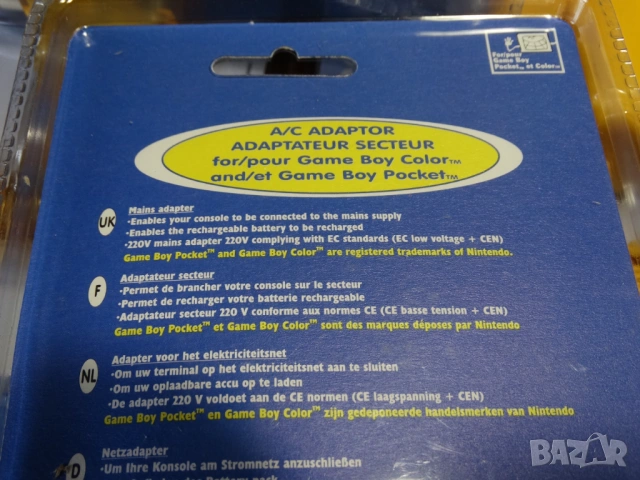 For/pour
Game Boy
Pocket™ et Color™
A/C ADAPTOR
ADAPTATEUR SECTEUR
for/pour Game Boy Color™
and/et Game Boy Pocket™
UK
Mains adapter
•Enables your console to be connected to the mains supply
•Enables the rechargeable battery to be recharged
•220V mains adapter 220V complying with EC standards (EC low voltage + CEN)
Game Boy Pocket™ and Game Boy Color™ are registered trademarks of Nintendo.
F
Adaptateur secteur
•Permet de brancher votre console sur le secteur
•Permet de recharger votre batterie rechargeable
•Adaptateur secteur 220 V conforme aux normes CE (CE basse tension + CEN)
Game Boy Pocket™ et Game Boy Color™ sont des marques déposes par Nintendo
NL
Adapter voor het elektriciteitsnet
•Om uw terminal op het elektriciteitsnet aan te sluiten
•Om uw oplaadbare accu op te laden
•De adapter 220 V voldoet aan de CE normen (CE laagspanning + CEN)
Game Boy Pocket™ en Game Boy Color™ zijn gedeponeerde handelsmerken van Nintendo
D
Netzadapter
•Um Ihre Konsole am Stromnetz anzuschließen
Battery pack
BAZAR